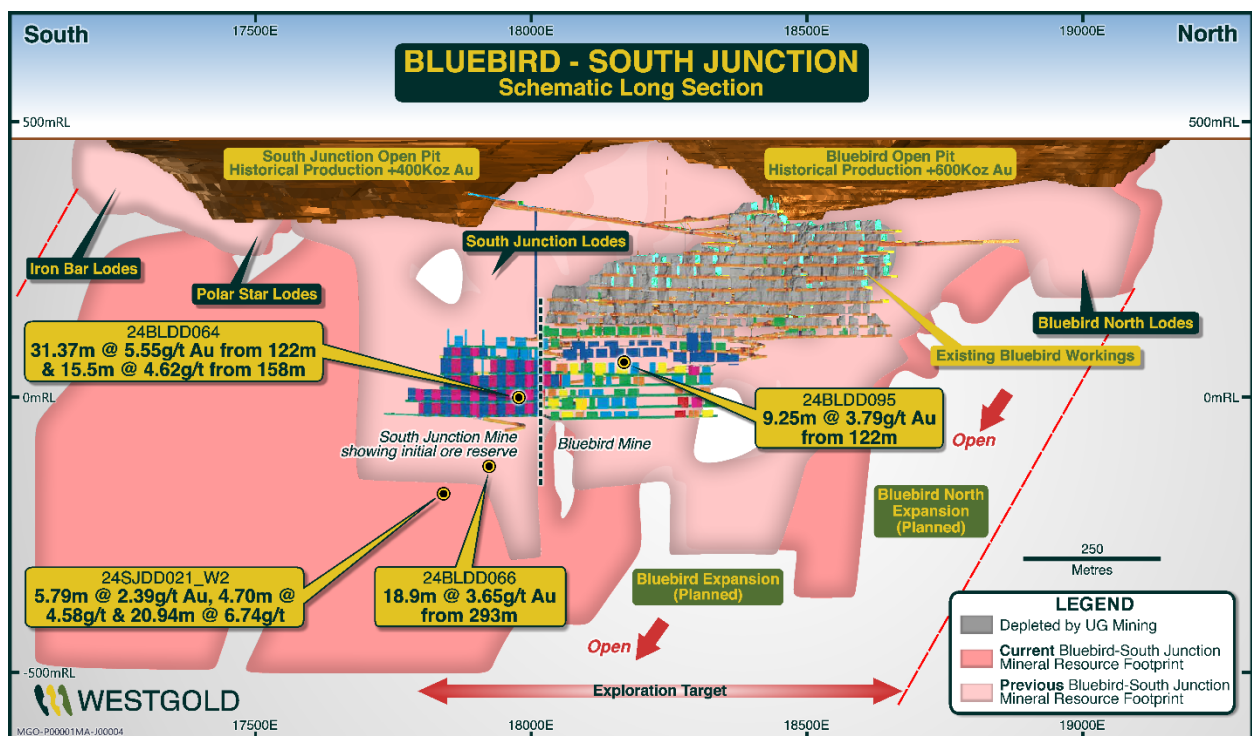 South
17500E
18000E
18500E
19000E
North
BLUEBIRD - SOUTH JUNCTION
Schematic Long Section
500mRL
500mRL
South Junction Open Pit
Historical Production +400Koz Au
Bluebird Open Pit
Historical Production +600Koz Au
South Junction Lodes
Iron Bar Lodes
Polar Star Lodes
Bluebird North Lodes
Existing Bluebird Workings
24BLDD064
31.37m @ 5.55g/t Au from 122m
& 15.5m @ 4.62g/t from 158m
0mRL
0mRL
24BLDD095
9.25m @ 3.79g/t Au
from 122m
Open
South Junction Mine
showing initial ore reserve
Bluebird Mine
Bluebird North
Expansion
(Planned)
250
Metres
24SJDD021_W2
5.79m @ 2.39g/t Au, 4.70m @
4.58g/t & 20.94m @ 6.74g/t
24BLDD066
18.9m @ 3.65g/t Au
from 293m
Bluebird Expansion
(Planned)
Open
LEGEND
Depleted by UG Mining
Current Bluebird-South Junction
Mineral Resource Footprint
Previous Bluebird-South Junction
Mineral Resource Footprint
-500mRL
Exploration Target
WESTGOLD
MGO-P00001MA-J00004
17500E
18000E
18500E
19000E